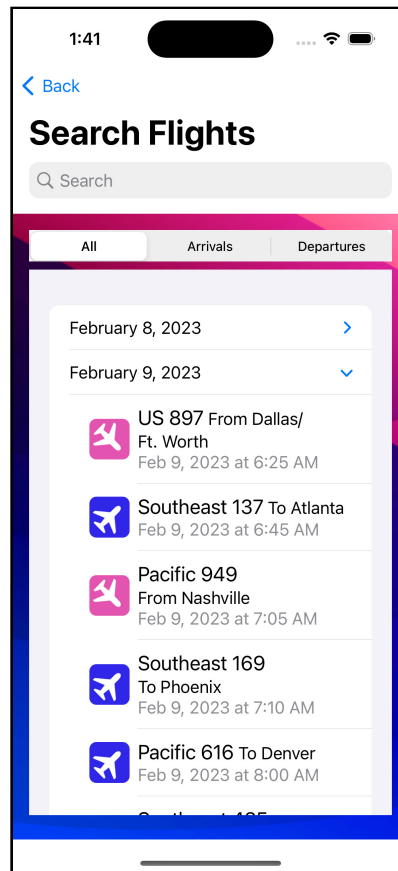 1:41
Back
Search Flights
Search
All Arrivals Departures
February 8, 2023
February 9, 2023
US 897 From Dallas/
Ft. Worth
Feb 9, 2023 at 6:25 AM
Southeast 137 To Atlanta
Feb 9, 2023 at 6:45 AM
Pacific 949
From Nashville
Feb 9, 2023 at 7:05 AM
Southeast 169
To Phoenix
Feb 9, 2023 at 7:10 AM
Pacific 616 To Denver
Feb 9, 2023 at 8:00 AM